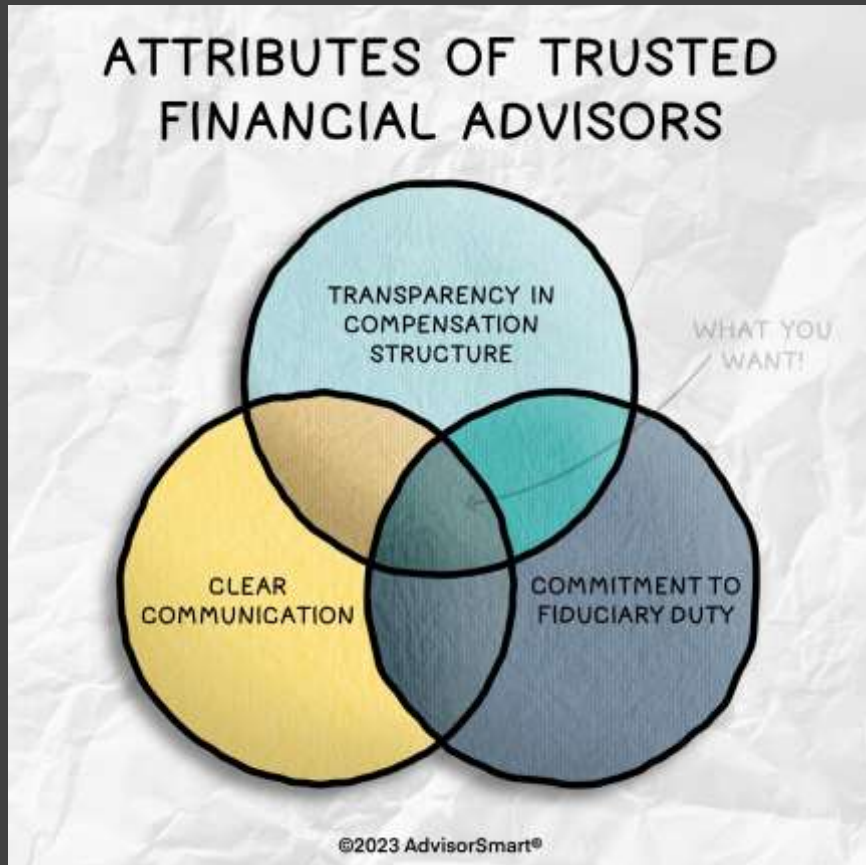 ATTRIBUTES OF TRUSTED
FINANCIAL ADVISORS
TRANSPARENCY IN
COMPENSATION
STRUCTURE
WHAT YOU
WANT!
CLEAR
COMMUNICATION
COMMITMENT TO
FIDUCIARY DUTY
©2023 AdvisorSmart®